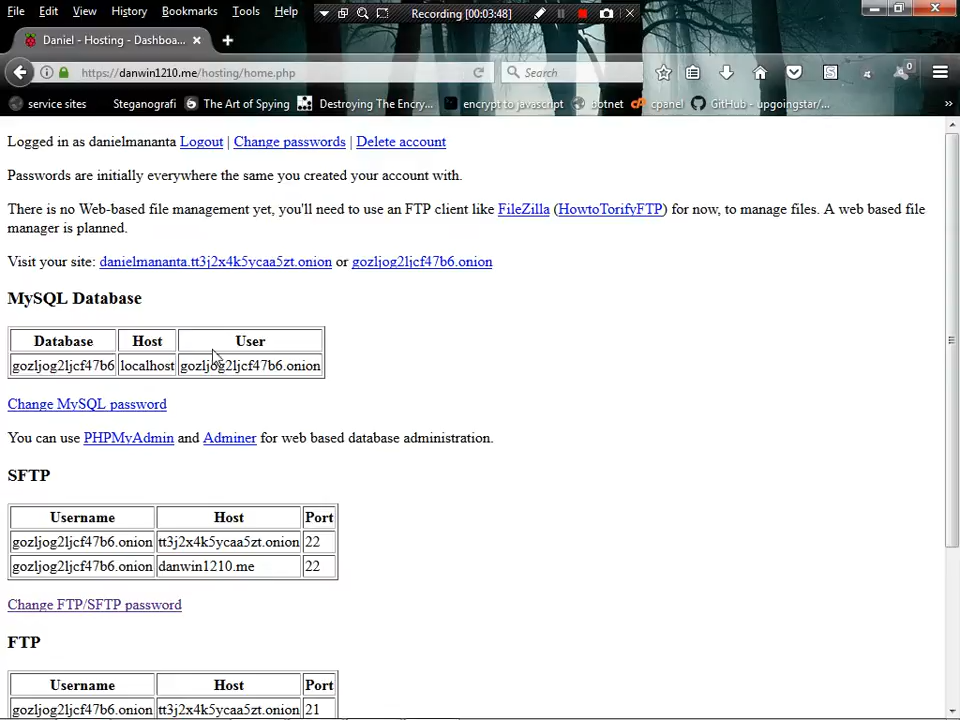 File Edit View History Bookmarks Tools Help
Recording [00:03:48]
Daniel - Hosting - Dashboa...
https://danwin1210.me/hosting/home.php
Search
0
service sites Steganografi The Art of Spying Destroying The Encry... encrypt to javascript botnet cpanel GitHub - upgoingstar/... »
Logged in as danielmananta Logout | Change passwords | Delete account
Passwords are initially everywhere the same you created your account with.
There is no Web-based file management yet, you'll need to use an FTP client like FileZilla (HowtoTorifyFTP) for now, to manage files. A web based file
manager is planned.
Visit your site: danielmananta.tt3j2x4k5ycaa5zt.onion or gozljog2ljcf47b6.onion
MySQL Database
Database Host User
gozljog2ljcf47b6 localhost gozljog2ljcf47b6.onion
Change MySQL password
You can use PHPMyAdmin and Adminer for web based database administration.
SFTP
Username Host Port
gozljog2ljcf47b6.onion tt3j2x4k5ycaa5zt.onion 22
gozljog2ljcf47b6.onion danwin1210.me 22
Change FTP/SFTP password
FTP
Username Host Port
gozljog2ljcf47b6.onion tt3j2x4k5ycaa5zt.onion 21